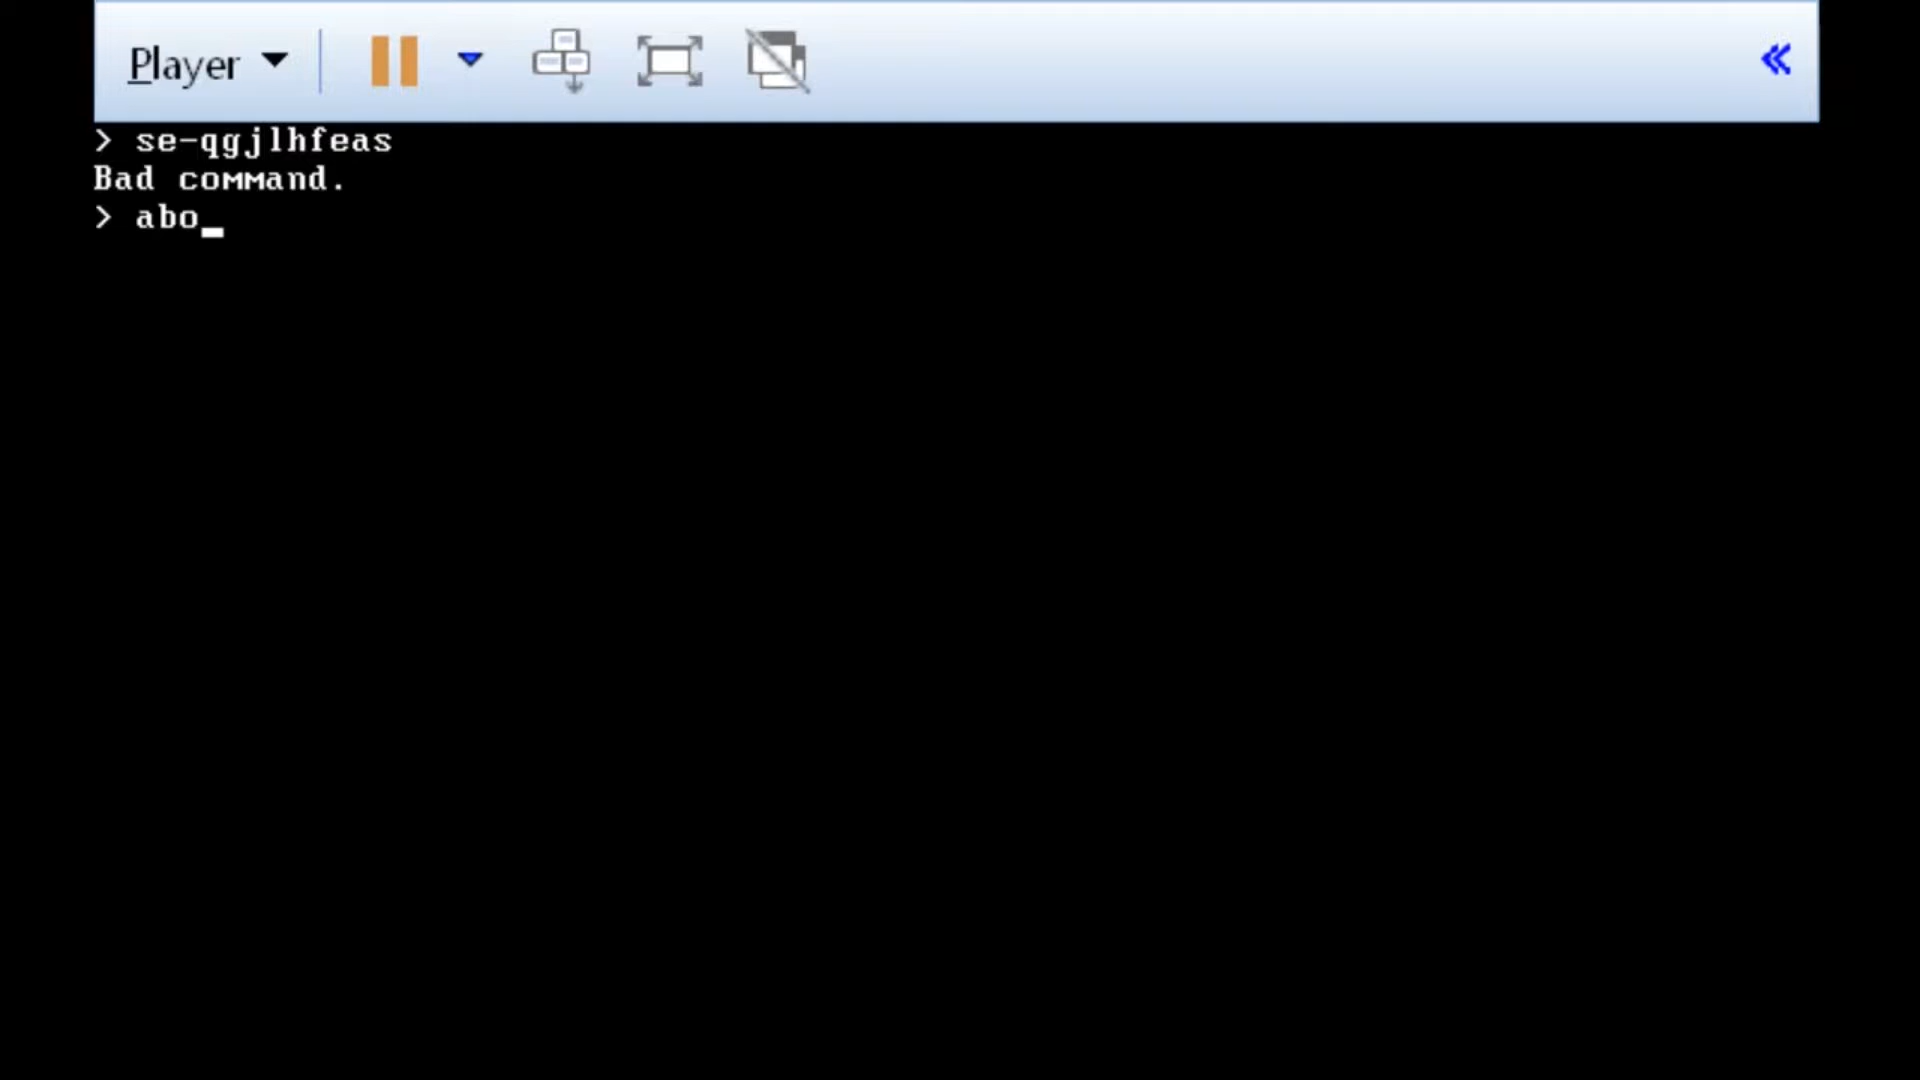 Player
> se-qgjlhfeas
Bad command.
> abo_